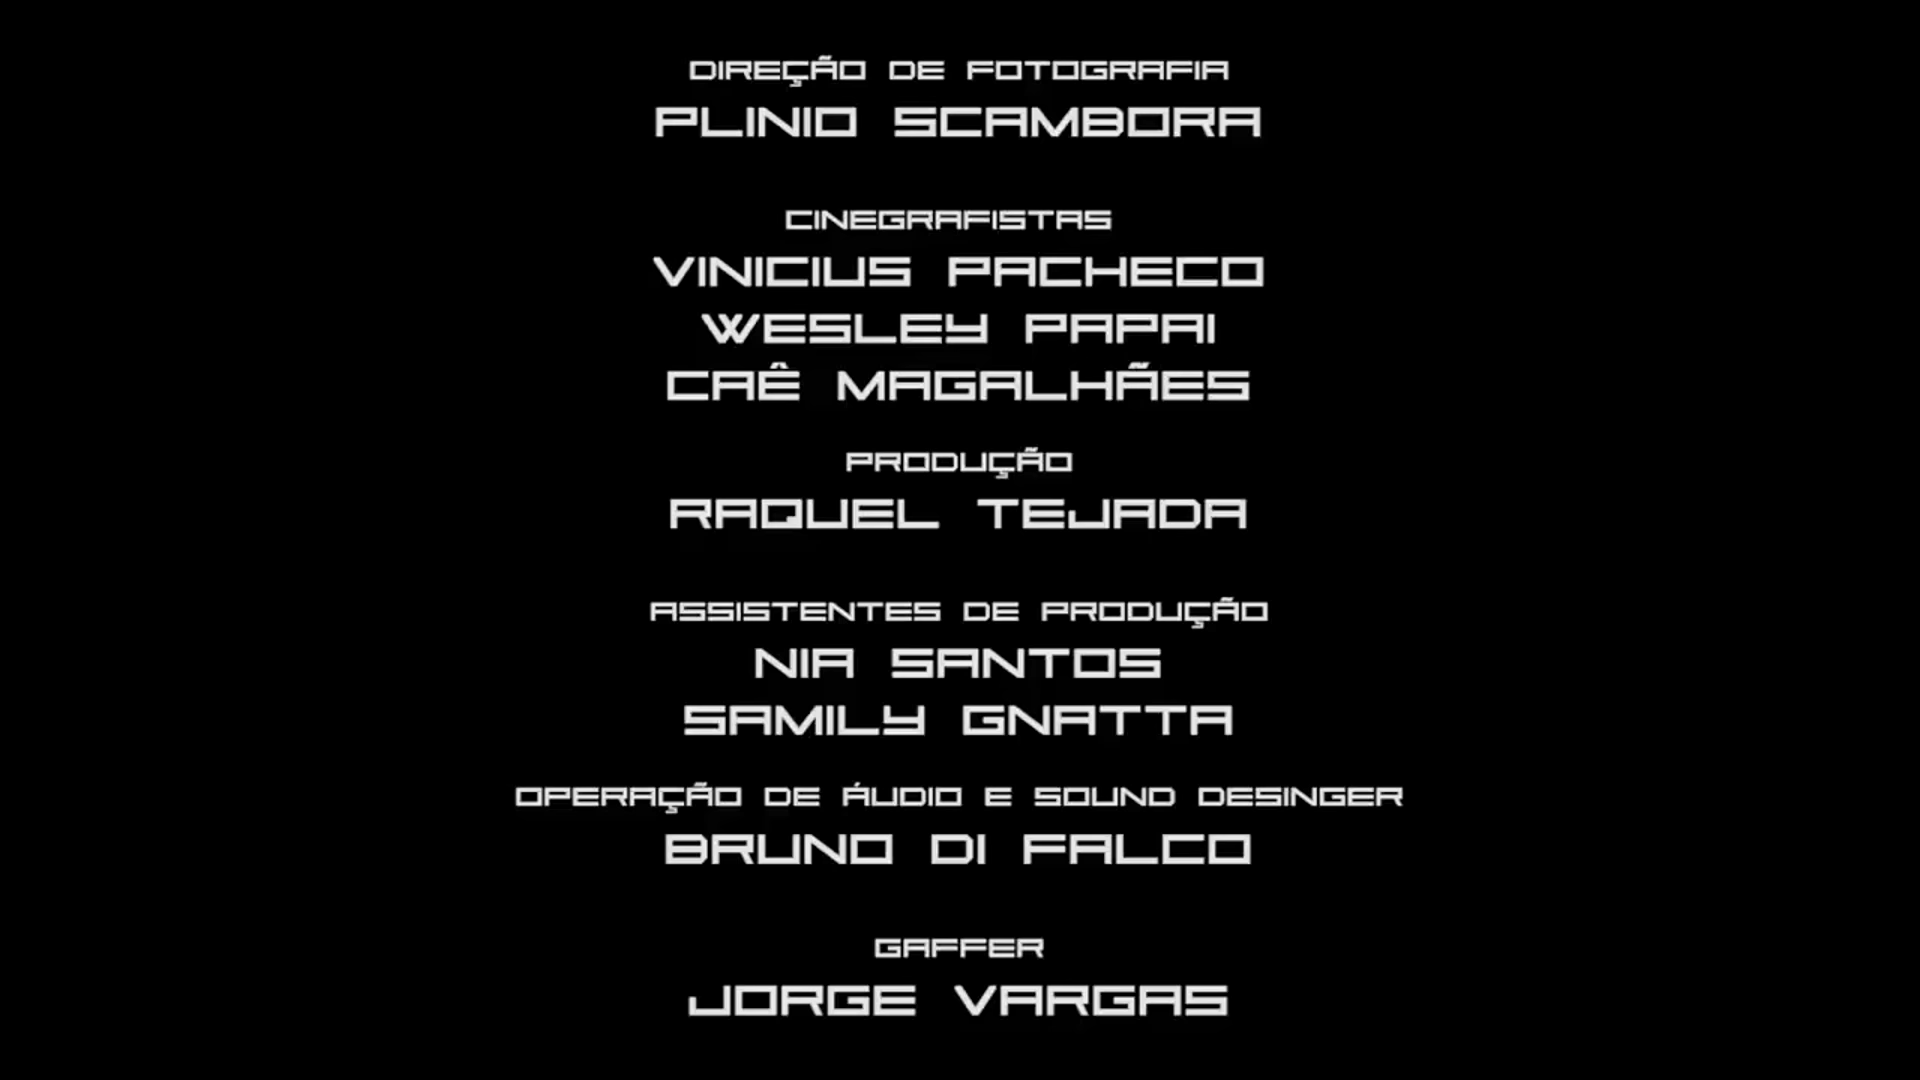 DIREÇÃO DE FOTOGRAFIA
PLINIO SCAMBORA
CINEGRAFISTAS
VINICIUS PACHECO
WESLEY PAPAI
CAÊ MAGALHÃES
PRODUÇÃO
RAQUEL TEJADA
ASSISTENTES DE PRODUÇÃO
NIA SANTOS
SAMILY GNATTA
OPERAÇÃO DE ÁUDIO E SOUND DESINGER
BRUNO DI FALCO
GAFFER
JORGE VARGAS